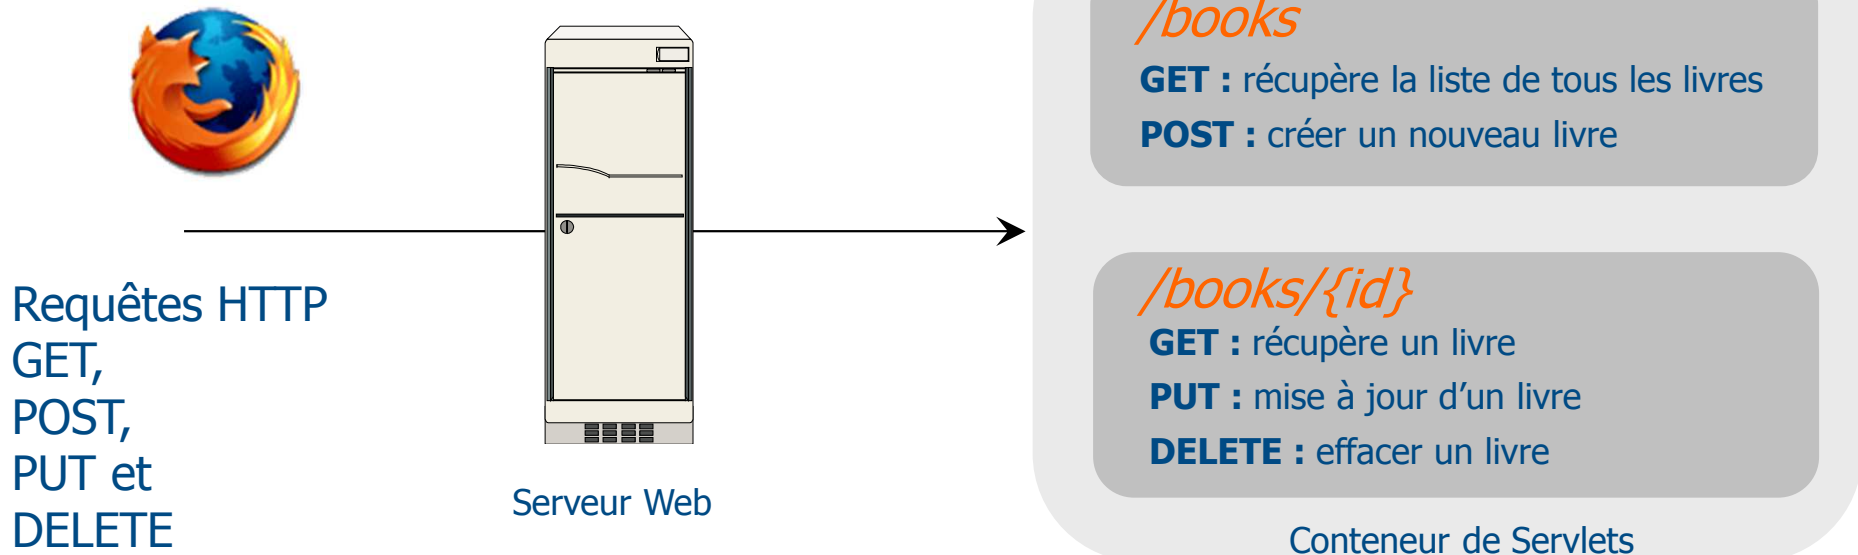 Requêtes HTTP
GET,
POST,
PUT et
DELETE
Serveur Web
/books
GET : récupère la liste de tous les livres
POST : créer un nouveau livre
/books/{id}
GET : récupère un livre
PUT : mise à jour d’un livre
DELETE : effacer un livre
Conteneur de Servlets